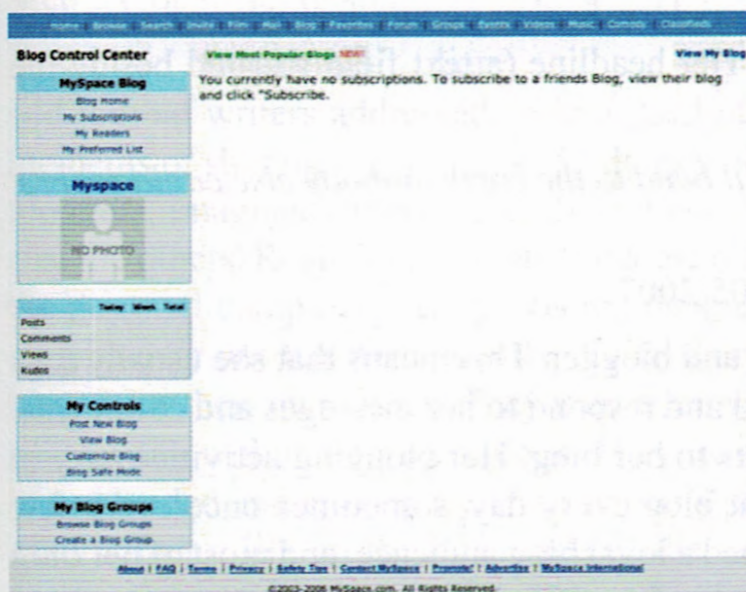 Home | Browse | Search | Invite | Film | Mail | Blog | Favorites | Forum | Groups | Events | Videos | Music | Comedy | Classifieds
Blog Control Center
View My Blog
MySpace Blog
Blog Home
My Subscriptions
My Readers
My Preferred List
You currently have no subscriptions. To subscribe to a friends Blog, view their blog
and click "Subscribe.
Myspace
NO PHOTO
Today Week Total
Posts
Comments
Views
Kudos
My Controls
Post New Blog
View Blog
Customize Blog
Blog Safe Mode
My Blog Groups
Browse Blog Groups
Create a Blog Group
About | FAQ | Terms | Privacy | Safety Tips | Contact MySpace | Promote! | Advertise | MySpace International
©2003-2006 MySpace.com. All Rights Reserved.